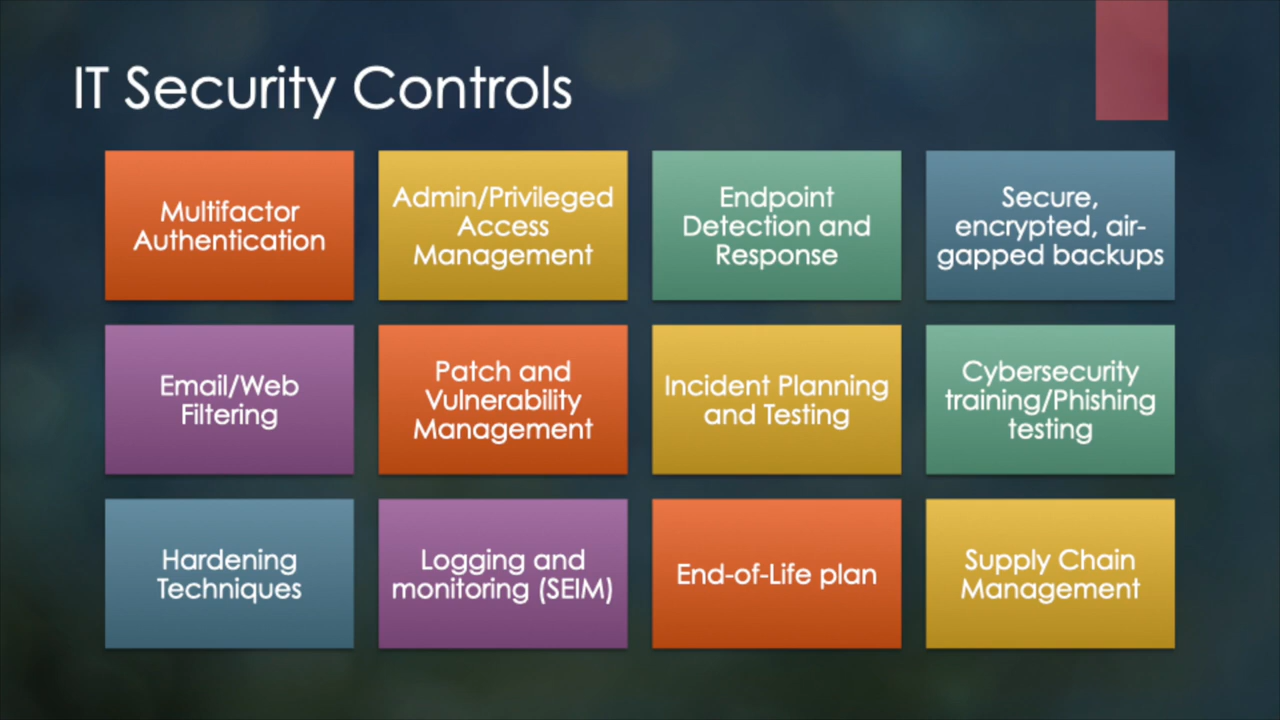 IT Security Controls
Multifactor
Authentication
Admin/Privileged
Access
Management
Endpoint
Detection and
Response
Secure,
encrypted, air-
gapped backups
Email/Web
Filtering
Patch and
Vulnerability
Management
Incident Planning
and Testing
Cybersecurity
training/Phishing
testing
Hardening
Techniques
Logging and
monitoring (SEIM)
End-of-Life plan
Supply Chain
Management